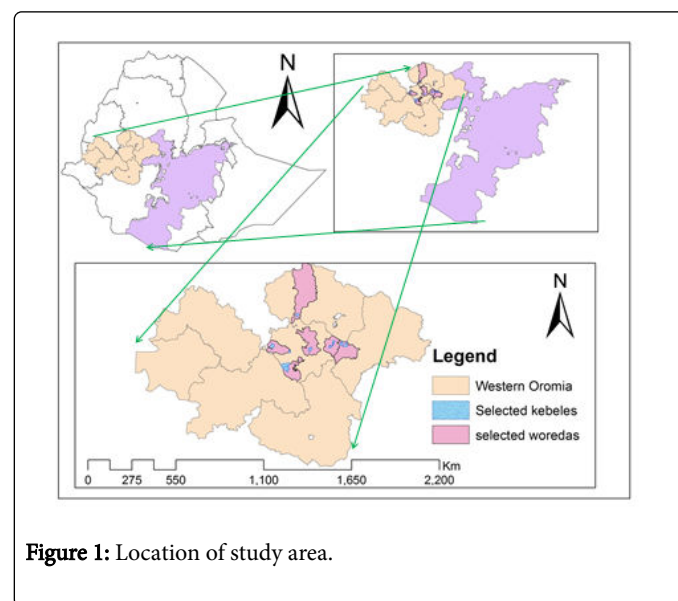 N
N
Legend
Western Oromia
Selected kebeles
selected woredas
Km
0 275 550 1,100 1,650 2,200
Figure 1: Location of study area.